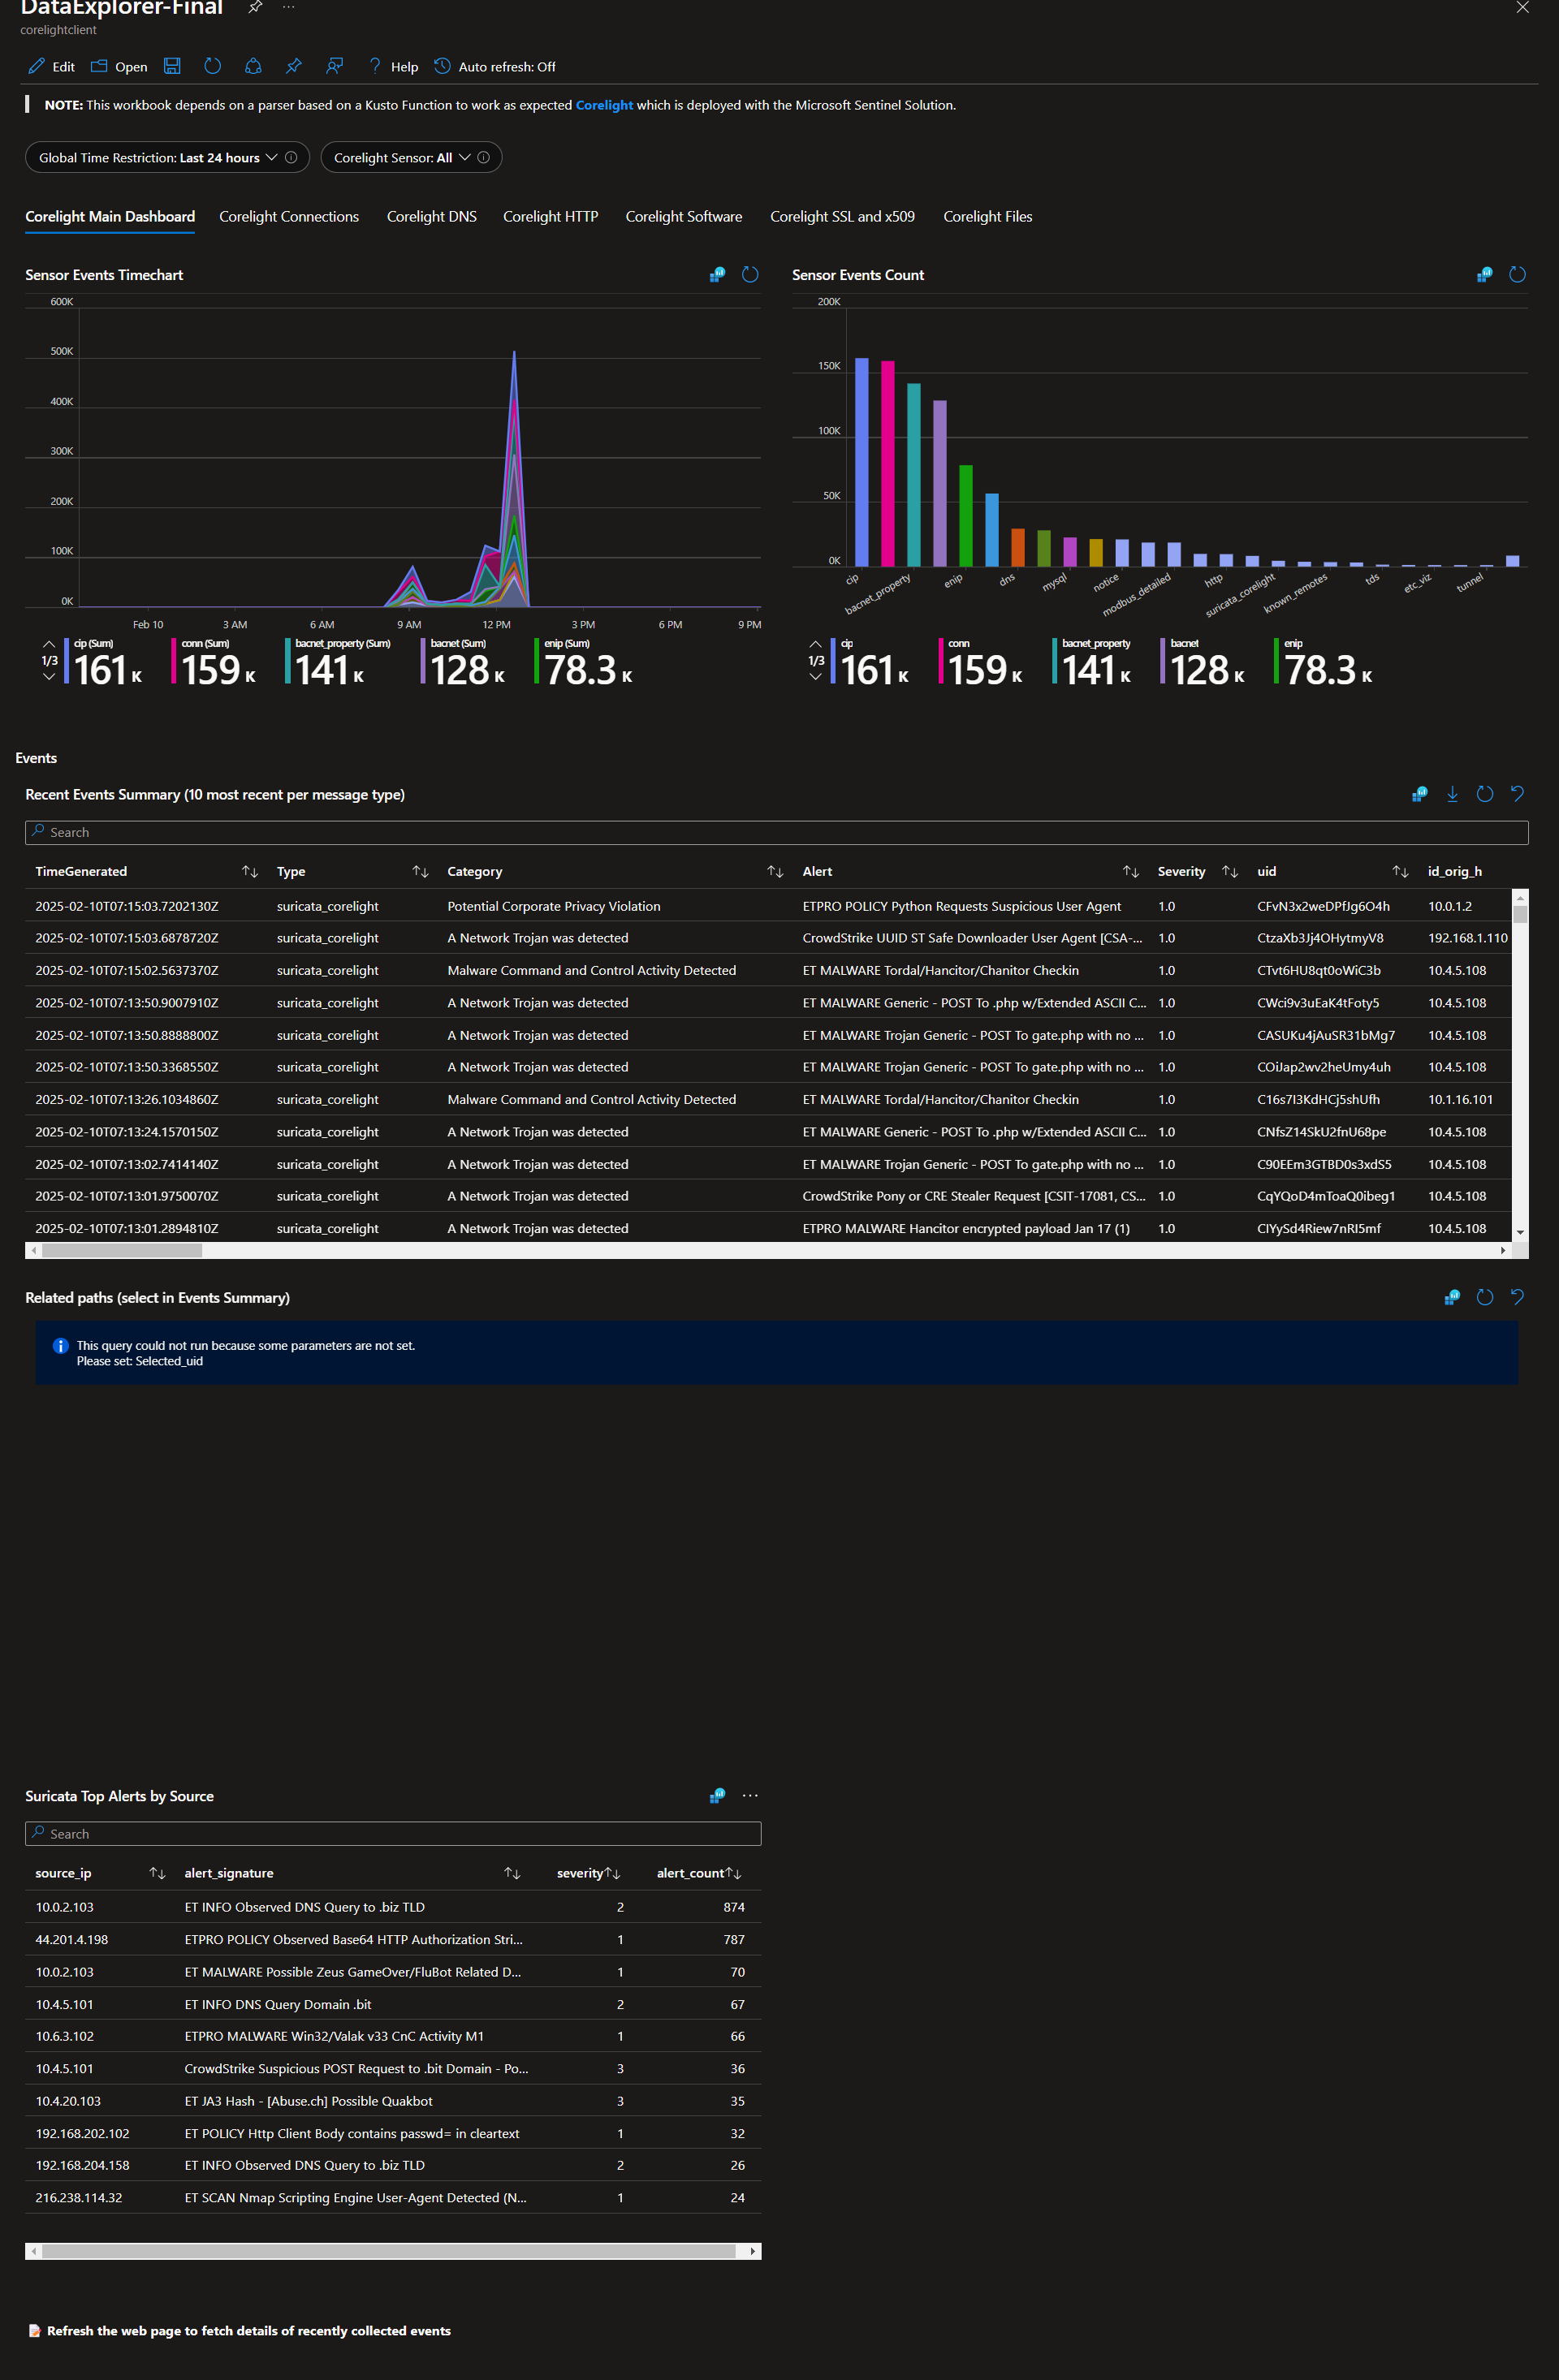 DataExplorer-Final
corelightclient
Edit Open Help Auto refresh: Off
NOTE: This workbook depends on a parser based on a Kusto Function to work as expected Corelight which is deployed with the Microsoft Sentinel Solution.
Global Time Restriction: Last 24 hours Corelight Sensor: All
Corelight Main Dashboard Corelight Connections Corelight DNS Corelight HTTP Corelight Software Corelight SSL and x509 Corelight Files
Sensor Events Timechart
600K
500K
400K
300K
200K
100K
0K
Feb 10 3 AM 6 AM 9 AM 12 PM 3 PM 6 PM 9 PM
1/3
cip (Sum) conn (Sum) bacnet_property (Sum) bacnet (Sum) enip (Sum)
161 K 159 K 141 K 128 K 78.3 K
Sensor Events Count
200K
150K
100K
50K
0K
cip bacnet_property enip dns mysql notice modbus_detailed http suricata_corelight known_remotes tds etc_viz tunnel
1/3
cip conn bacnet_property bacnet enip
161 K 159 K 141 K 128 K 78.3 K
Events
Recent Events Summary (10 most recent per message type)
Search
TimeGenerated Type Category Alert Severity uid id_orig_h
2025-02-10T07:15:03.7202130Z suricata_corelight Potential Corporate Privacy Violation ETPRO POLICY Python Requests Suspicious User Agent 1.0 CFvN3x2weDPfJg6O4h 10.0.1.2
2025-02-10T07:15:03.6878720Z suricata_corelight A Network Trojan was detected CrowdStrike UUID ST Safe Downloader User Agent [CSA-... 1.0 CtzaXb3Jj4OHytmyV8 192.168.1.110
2025-02-10T07:15:02.5637370Z suricata_corelight Malware Command and Control Activity Detected ET MALWARE Tordal/Hancitor/Chanitor Checkin 1.0 CTvt6HU8qt0oWiC3b 10.4.5.108
2025-02-10T07:13:50.9007910Z suricata_corelight A Network Trojan was detected ET MALWARE Generic - POST To .php w/Extended ASCII C... 1.0 CWci9v3uEaK4tFoty5 10.4.5.108
2025-02-10T07:13:50.8888800Z suricata_corelight A Network Trojan was detected ET MALWARE Trojan Generic - POST To gate.php with no ... 1.0 CASUKu4jAuSR31bMg7 10.4.5.108
2025-02-10T07:13:50.3368550Z suricata_corelight A Network Trojan was detected ET MALWARE Trojan Generic - POST To gate.php with no ... 1.0 COiJap2wv2heUmy4uh 10.4.5.108
2025-02-10T07:13:26.1034860Z suricata_corelight Malware Command and Control Activity Detected ET MALWARE Tordal/Hancitor/Chanitor Checkin 1.0 C16s7I3KdHCj5shUfh 10.1.16.101
2025-02-10T07:13:24.1570150Z suricata_corelight A Network Trojan was detected ET MALWARE Generic - POST To .php w/Extended ASCII C... 1.0 CNfsZ14SkU2fnU68pe 10.4.5.108
2025-02-10T07:13:02.7414140Z suricata_corelight A Network Trojan was detected ET MALWARE Trojan Generic - POST To gate.php with no ... 1.0 C90EEm3GTBD0s3xdS5 10.4.5.108
2025-02-10T07:13:01.9750070Z suricata_corelight A Network Trojan was detected CrowdStrike Pony or CRE Stealer Request [CSIT-17081, CS... 1.0 CqYQoD4mToaQ0ibeg1 10.4.5.108
2025-02-10T07:13:01.2894810Z suricata_corelight A Network Trojan was detected ETPRO MALWARE Hancitor encrypted payload Jan 17 (1) 1.0 CIYySd4Riew7nRI5mf 10.4.5.108
Related paths (select in Events Summary)
This query could not run because some parameters are not set.
Please set: Selected_uid
Suricata Top Alerts by Source
Search
source_ip alert_signature severity alert_count
10.0.2.103 ET INFO Observed DNS Query to .biz TLD 2 874
44.201.4.198 ETPRO POLICY Observed Base64 HTTP Authorization Stri... 1 787
10.0.2.103 ET MALWARE Possible Zeus GameOver/FluBot Related D... 1 70
10.4.5.101 ET INFO DNS Query Domain .bit 2 67
10.6.3.102 ETPRO MALWARE Win32/Valak v33 CnC Activity M1 1 66
10.4.5.101 CrowdStrike Suspicious POST Request to .bit Domain - Po... 3 36
10.4.20.103 ET JA3 Hash - [Abuse.ch] Possible Quakbot 3 35
192.168.202.102 ET POLICY Http Client Body contains passwd= in cleartext 1 32
192.168.204.158 ET INFO Observed DNS Query to .biz TLD 2 26
216.238.114.32 ET SCAN Nmap Scripting Engine User-Agent Detected (N... 1 24
Refresh the web page to fetch details of recently collected events